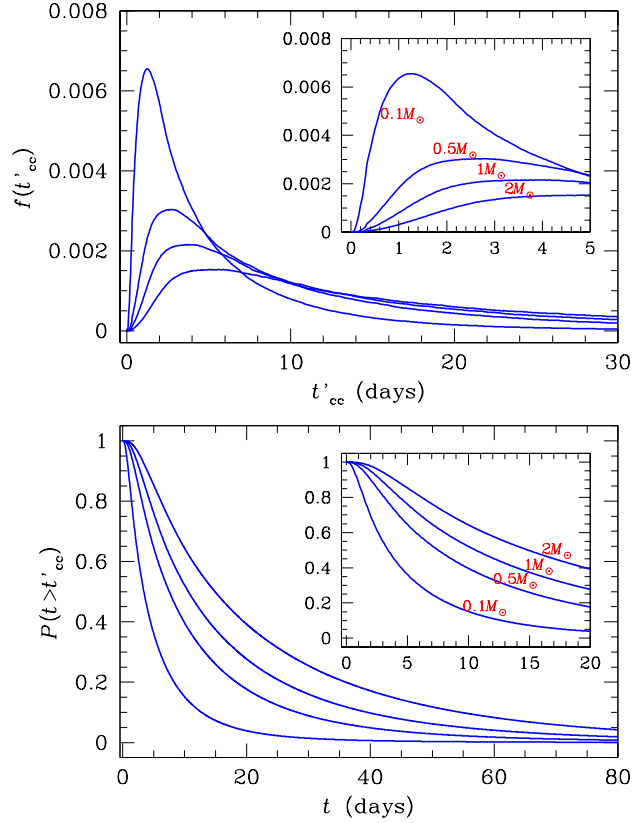 0.008
0.006
0.004
0.002
0
f(t'cc)
0.008
0.006
0.004
0.002
0
0.1M⊙
0.5M⊙
1M⊙
2M⊙
0 1 2 3 4 5
0 10 20 30
t'cc (days)
1
0.8
0.6
0.4
0.2
0
P(t>t'cc)
1
0.8
0.6
0.4
0.2
0
2M⊙
1M⊙
0.5M⊙
0.1M⊙
0 5 10 15 20
0 20 40 60 80
t (days)